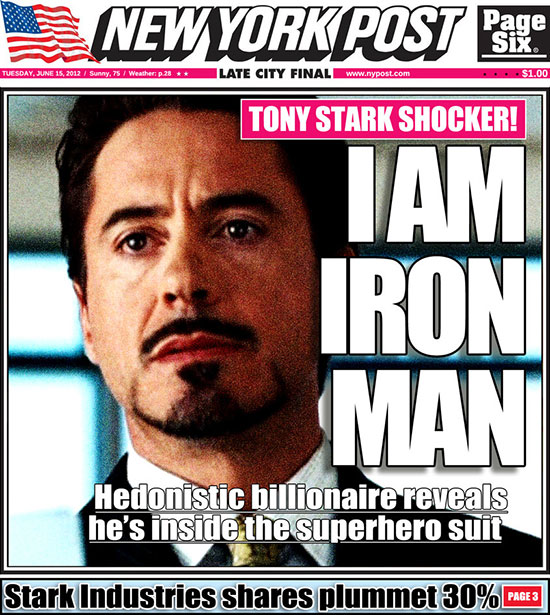 NEW YORK POST
Page
Six®
TUESDAY, JUNE 15, 2012 / Sunny, 75 / Weather: p.28 ★ ★
LATE CITY FINAL
www.nypost.com
$1.00
TONY STARK SHOCKER!
I AM
IRON
MAN
Hedonistic billionaire reveals
he's inside the superhero suit
Stark Industries shares plummet 30%
PAGE 3